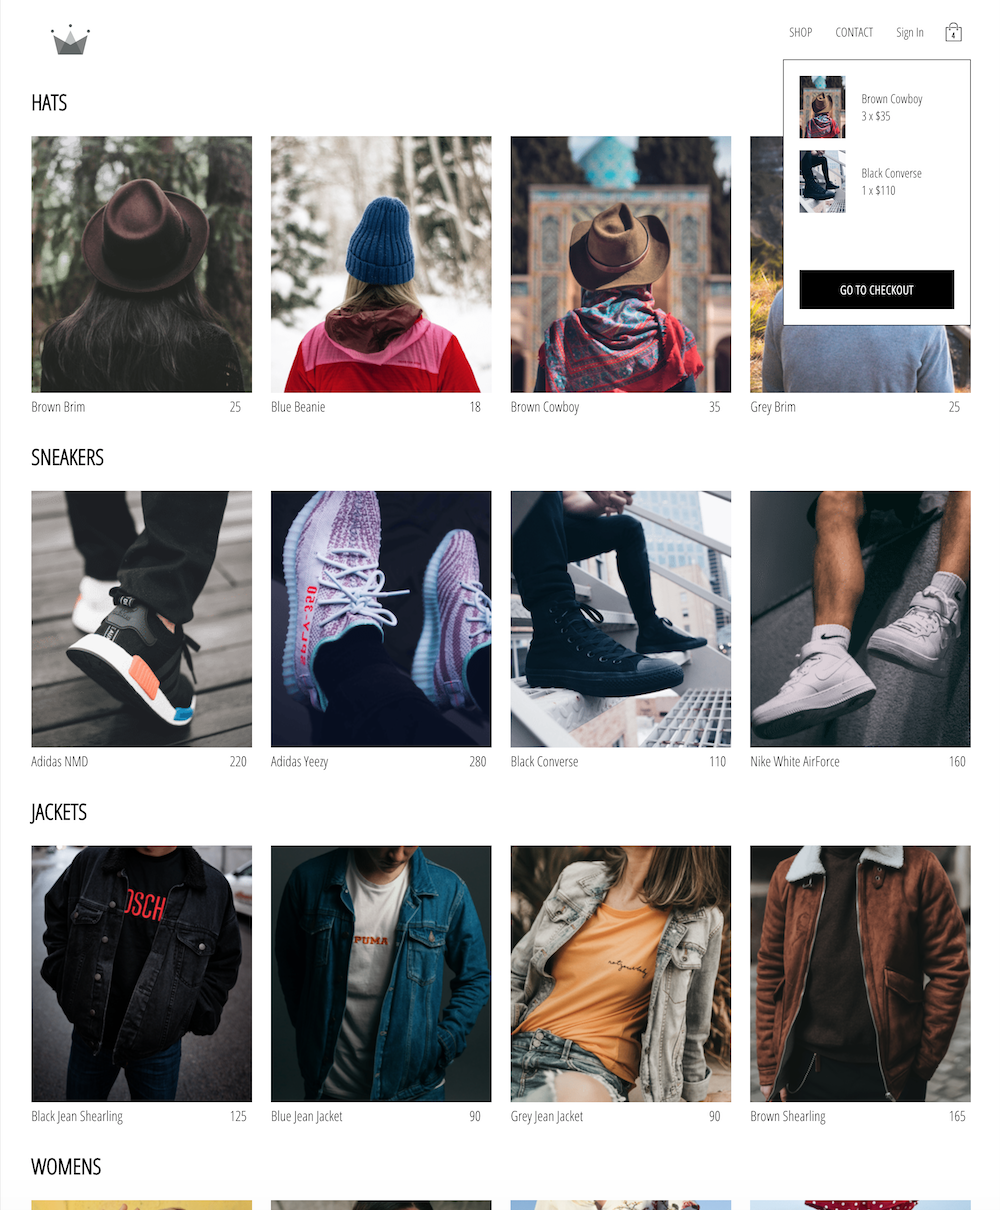 SHOP
CONTACT
Sign In
4
Brown Cowboy
3 x $35
Black Converse
1 x $110
GO TO CHECKOUT
HATS
Brown Brim 25
Blue Beanie 18
Brown Cowboy 35
Grey Brim 25
SNEAKERS
Adidas NMD 220
Adidas Yeezy 280
Black Converse 110
Nike White AirForce 160
JACKETS
OSCH
PUMA
Black Jean Shearling 125
Blue Jean Jacket 90
Grey Jean Jacket 90
Brown Shearling 165
WOMENS